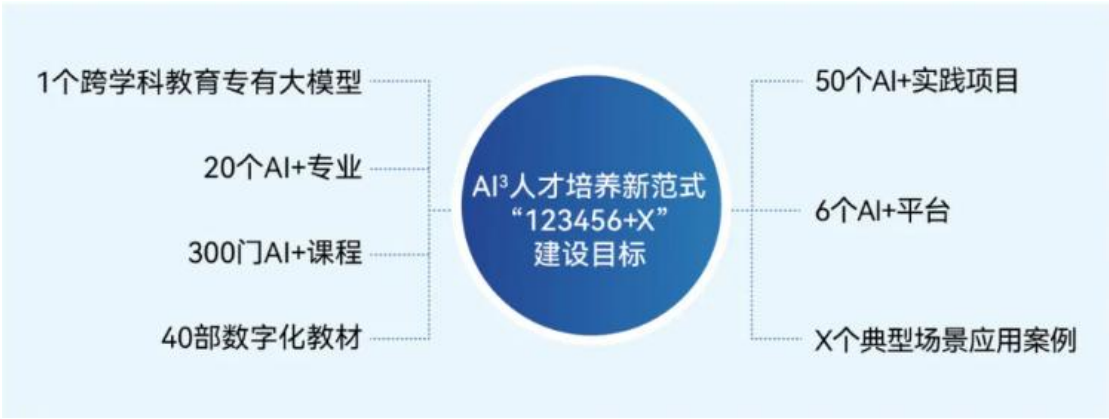 1个跨学科教育专有大模型
20个AI+专业
300门AI+课程
40部数字化教材
AI³人才培养新范式
“123456+X”
建设目标
50个AI+实践项目
6个AI+平台
X个典型场景应用案例